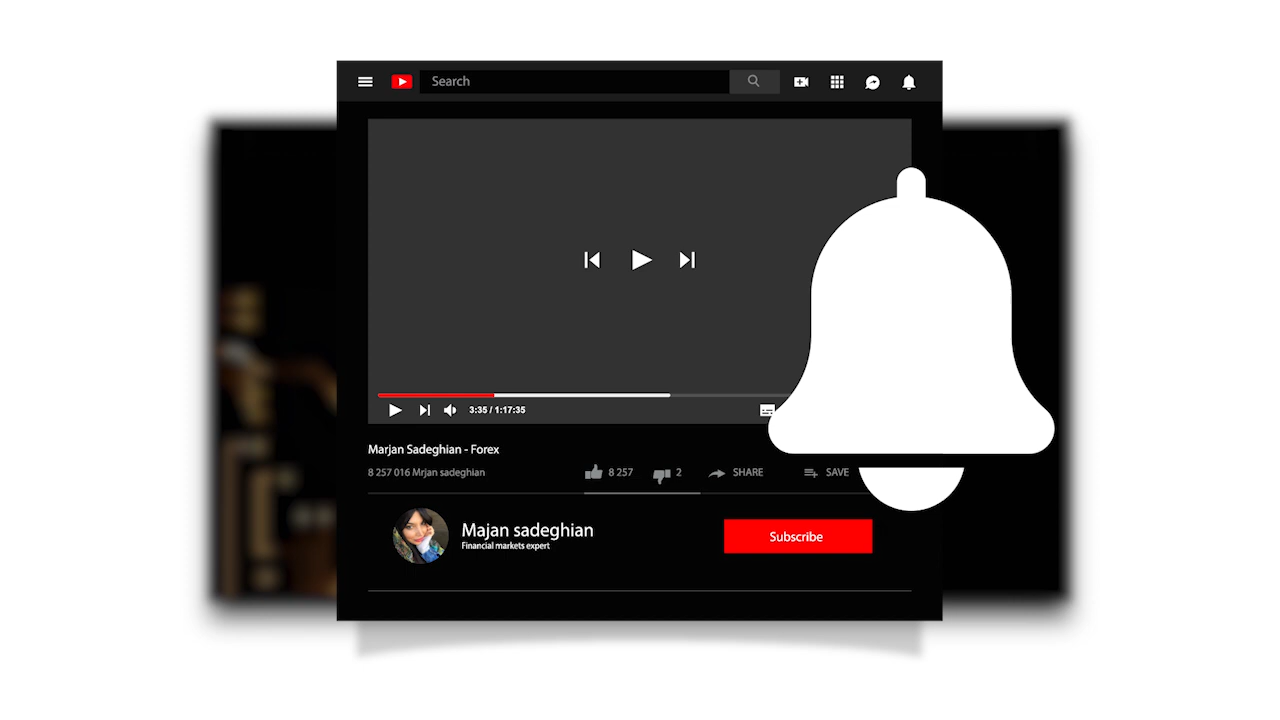 Search
3:35 / 1:17:35
Marjan Sadeghian - Forex
8 257 016 Mrjan sadeghian
8 257
2
SHARE
SAVE
Majan sadeghian
Financial markets expert
Subscribe